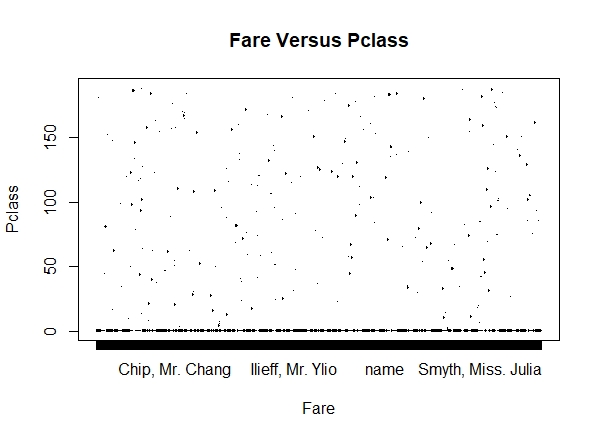 Fare Versus Pclass
Pclass
150
100
50
0
Chip, Mr. Chang Ilieff, Mr. Ylio name Smyth, Miss. Julia
Fare